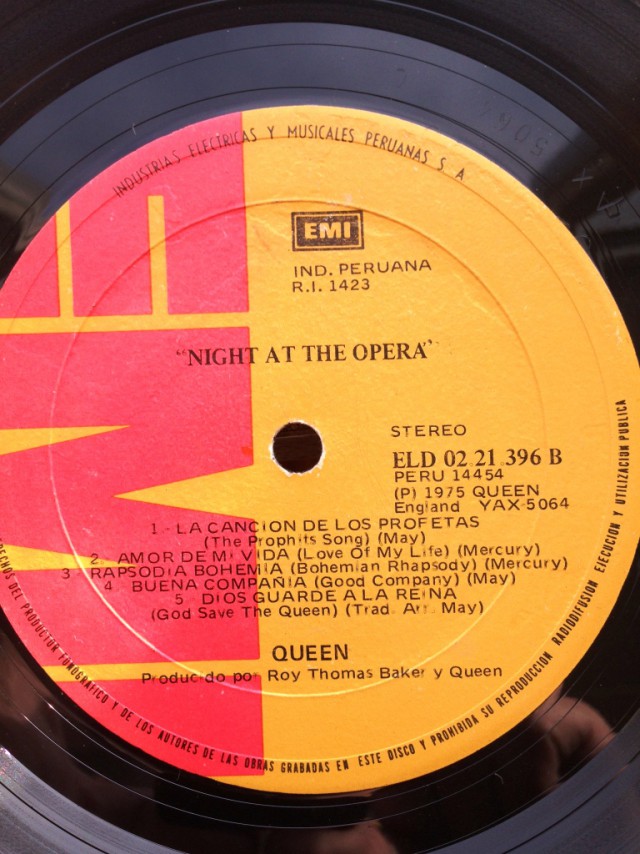 INDUSTRIAS ELECTRICAS Y MUSICALES PERUANAS S A
EMI
IND. PERUANA
R.I. 1423
"NIGHT AT THE OPERA"
STEREO
ELD 02 21 396 B
PERU 14454
(P) 1975 QUEEN
England YAX-5064
1 - LA CANCION DE LOS PROFETAS
(The Prophits Song) (May)
2. AMOR DE MI VIDA (Love Of My Life) (Mercury)
3 - RAPSODIA BOHEMIA (Bohemian Rhapsody) (Mercury)
4. BUENA COMPAÑIA (Good Company) (May)
5. DIOS GUARDE A LA REINA
(God Save The Queen) (Trad. Arr. May)
QUEEN
Producido por Roy Thomas Baker y Queen
DEL PRODUCTOR FONOGRAFICO Y DE LOS AUTORES DE LAS OBRAS GRABADAS EN ESTE DISCO Y PROHIBIDA SU REPRODUCCION RADIODIFUSION EJECUCION Y UTILIZACION PUBLICA